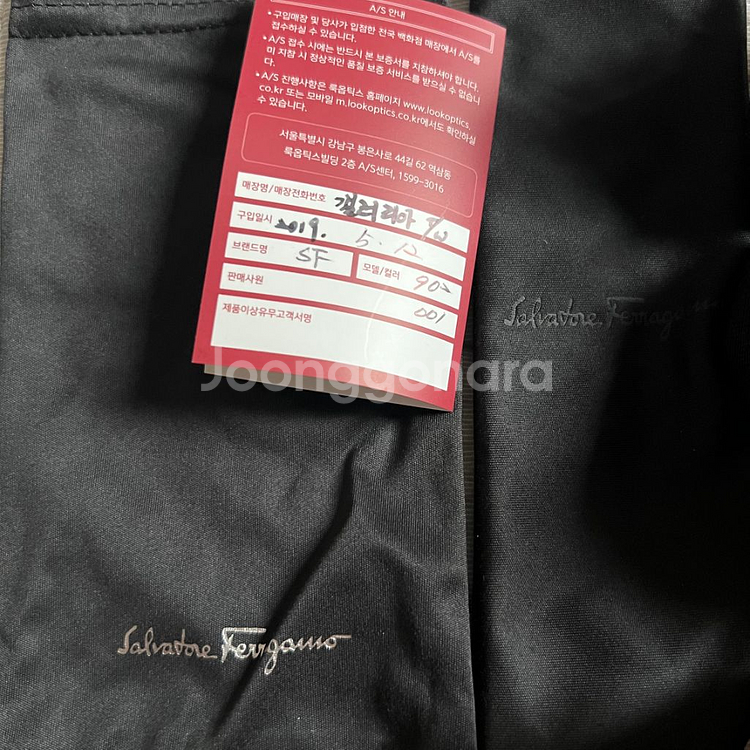 A/S 안내
• 구입매장 및 당사가 입점한 전국 백화점 매장에서 A/S를
접수하실 수 있습니다.
• A/S 접수 시에는 반드시 본 보증서를 지참하셔야 합니다.
미 지참 시 정상적인 품질 보증 서비스를 받으실 수 없습니
• A/S 진행사항은 룩옵틱스 홈페이지 www.lookoptics.
co.kr 또는 모바일 m.lookoptics.co.kr에서도 확인하실
수 있습니다.
서울특별시 강남구 봉은사로 44길 62 역삼동
룩옵틱스빌딩 2층 A/S센터, 1599-3016
매장명/매장전화번호 갤러리아
구입일시 2019. 5. 12
브랜드명 SF 모델/컬러 902
판매사원 001
제품이상유무고객서명
Salvatore Ferragamo
Joonggonara
Salvatore Ferragamo